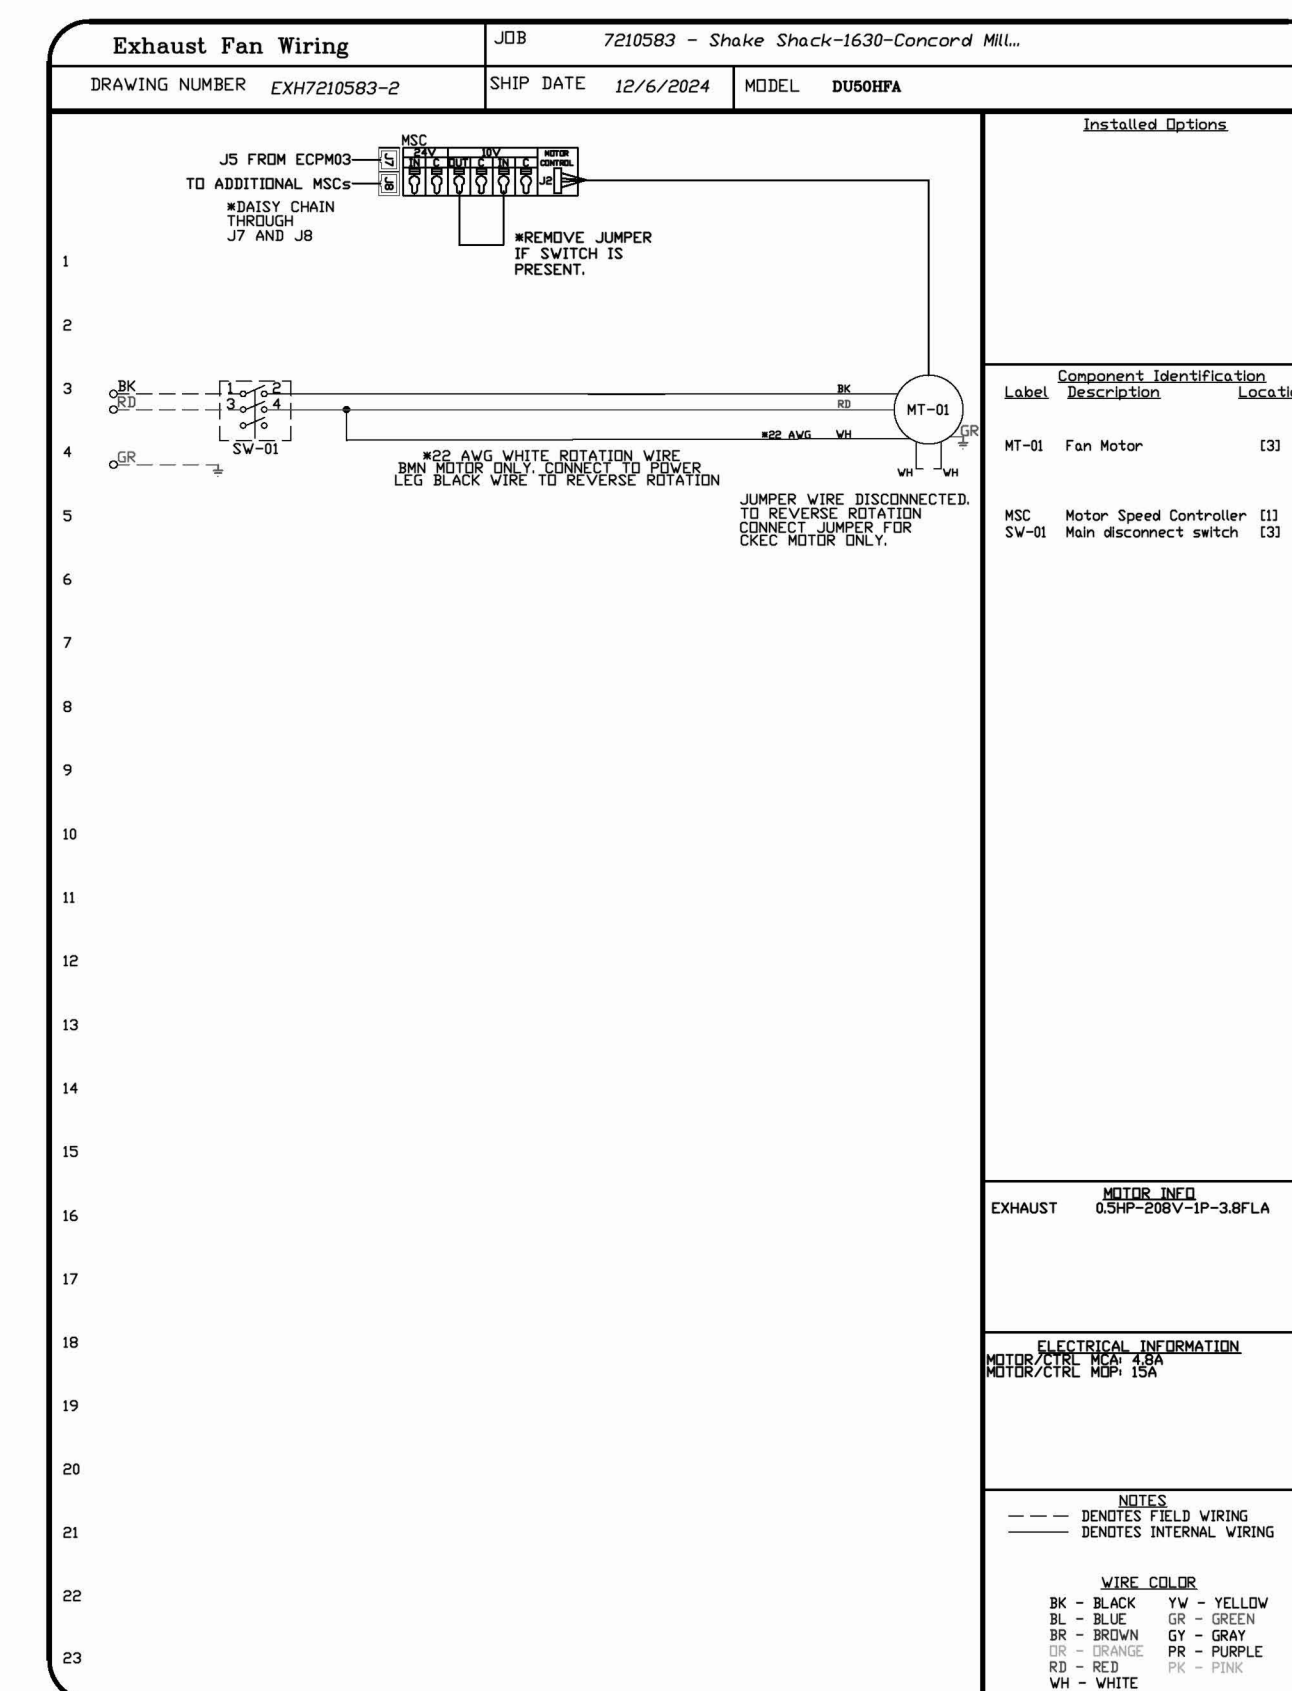 Exhaust Fan Wiring
JOB 7210583 - Shake Shack-1630-Concord Mill...
DRAWING NUMBER EXH7210583-2
SHIP DATE 12/6/2024
MODEL DU50HFA
MSC
24V 10V
IN C OUT C IN C
MOTOR
CONTROL
J2
J7
J8
J5 FROM ECPM03
TO ADDITIONAL MSCs
*DAISY CHAIN
THROUGH
J7 AND J8
*REMOVE JUMPER
IF SWITCH IS
PRESENT.
1
2
3
4
5
6
7
8
9
10
11
12
13
14
15
16
17
18
19
20
21
22
23
BK
RD
GR
1 2
3 4
SW-01
BK
RD
*22 AWG WH
MT-01
GR
WH WH
*22 AWG WHITE ROTATION WIRE
BMN MOTOR ONLY. CONNECT TO POWER
LEG BLACK WIRE TO REVERSE ROTATION
JUMPER WIRE DISCONNECTED.
TO REVERSE ROTATION
CONNECT JUMPER FOR
CKEC MOTOR ONLY.
Installed Options
Component Identification
Label Description Locatio
MT-01 Fan Motor [3]
MSC Motor Speed Controller [1]
SW-01 Main disconnect switch [3]
MOTOR INFO
EXHAUST 0.5HP-208V-1P-3.8FLA
ELECTRICAL INFORMATION
MOTOR/CTRL MCA: 4.8A
MOTOR/CTRL MOP: 15A
NOTES
DENOTES FIELD WIRING
DENOTES INTERNAL WIRING
WIRE COLOR
BK - BLACK YW - YELLOW
BL - BLUE GR - GREEN
BR - BROWN GY - GRAY
OR - ORANGE PR - PURPLE
RD - RED PK - PINK
WH - WHITE